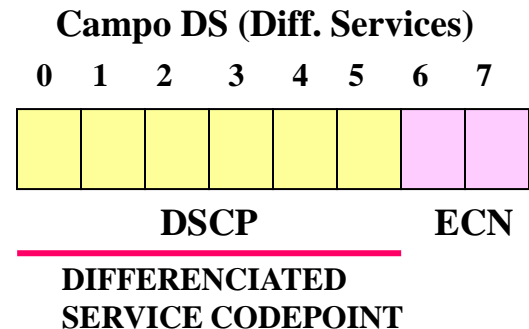 Campo DS (Diff. Services)
0 1 2 3 4 5 6 7
DSCP ECN
DIFFERENCIATED
SERVICE CODEPOINT